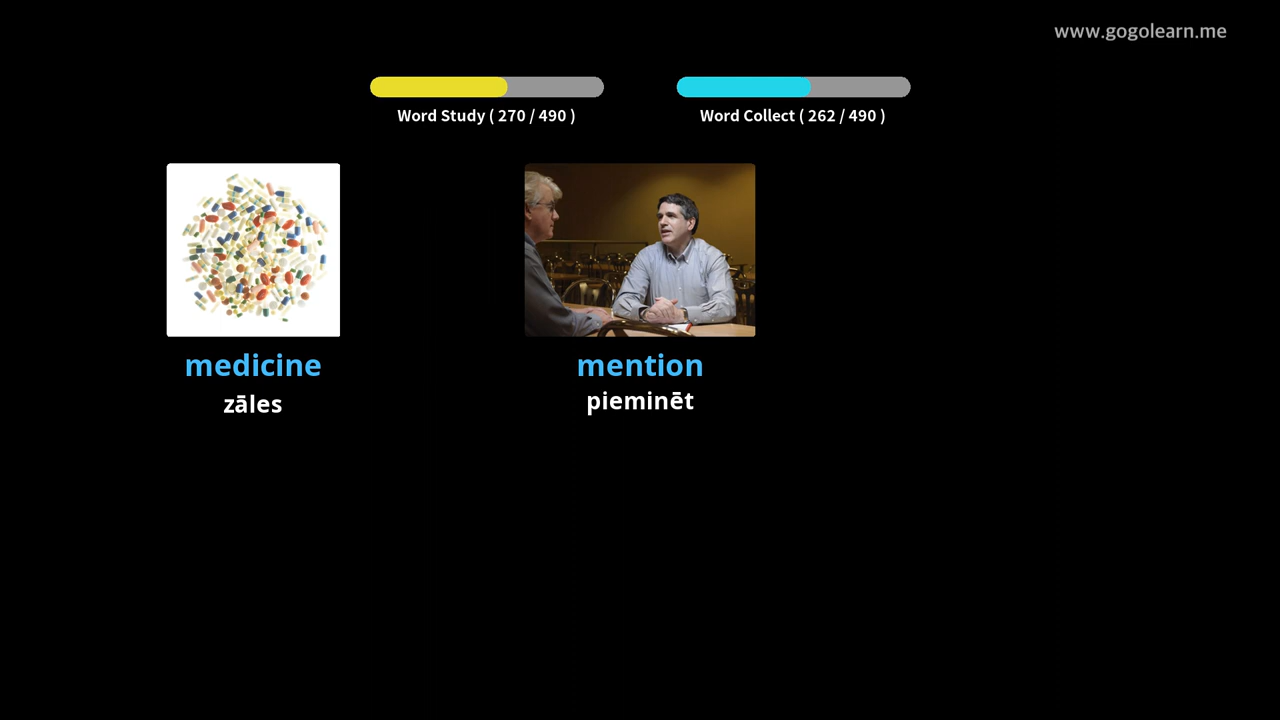 www.gogolearn.me
Word Study ( 270 / 490 )
Word Collect ( 262 / 490 )
medicine
zāles
mention
pieminēt